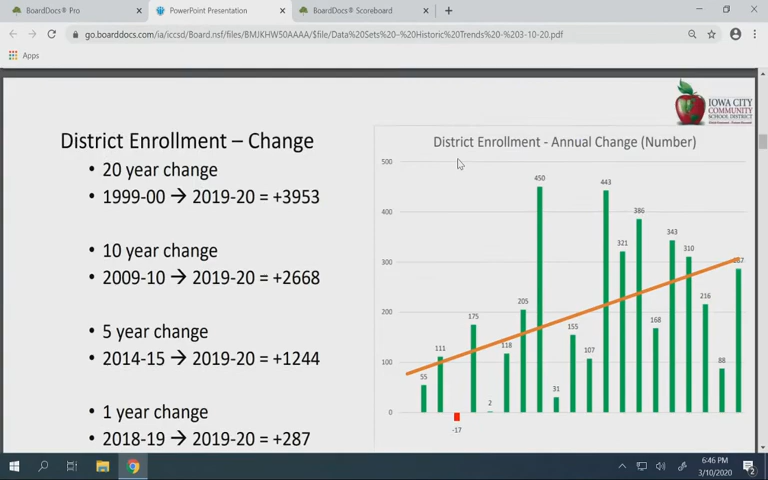 BoardDocs® Pro
PowerPoint Presentation
BoardDocs® Scoreboard
go.boarddocs.com/ia/iccsd/Board.nsf/files/BMJKHW50AAAA/$file/Data%20Sets%20-%20Historic%20Trends%20-%203-10-20.pdf
Apps
IOWA CITY
COMMUNITY
SCHOOL DISTRICT
District Enrollment – Change
• 20 year change
• 1999-00 → 2019-20 = +3953
• 10 year change
• 2009-10 → 2019-20 = +2668
• 5 year change
• 2014-15 → 2019-20 = +1244
• 1 year change
• 2018-19 → 2019-20 = +287
District Enrollment - Annual Change (Number)
500
400
300
200
100
0
55
111
-17
175
2
118
205
450
31
155
107
443
321
386
168
343
310
216
88
287
6:46 PM
3/10/2020
2